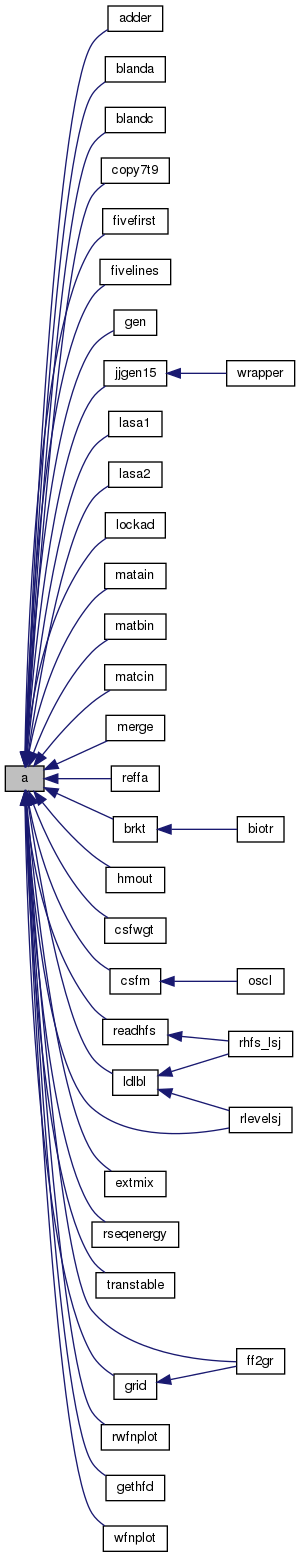 adder
blanda
blandc
copy7t9
fivefirst
fivelines
gen
jjgen15
wrapper
lasa1
lasa2
lockad
matain
matbin
matcin
merge
a
reffa
brkt
biotr
hmout
csfwgt
csfm
oscl
readhfs
rhfs_lsj
ldlbl
rlevelsj
extmix
rseqenergy
transtable
ff2gr
grid
rwfnplot
gethfd
wfnplot